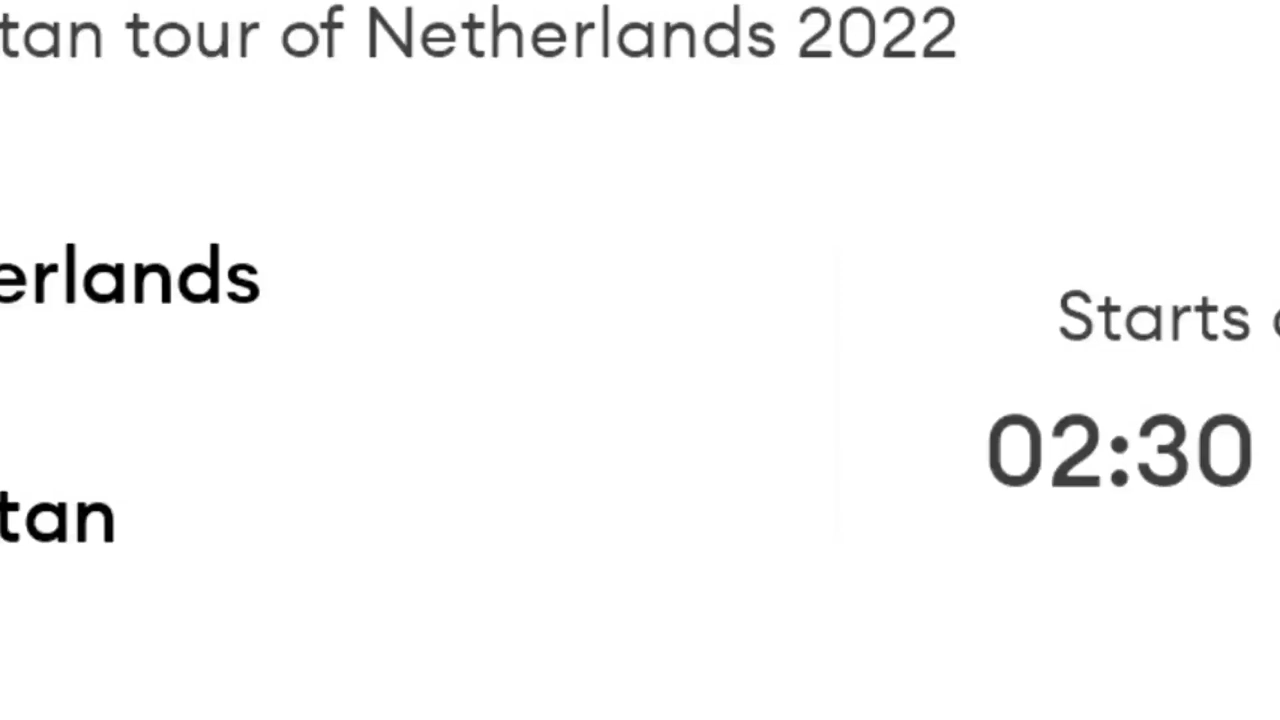 tan tour of Netherlands 2022
erlands
Starts
02:30
tan